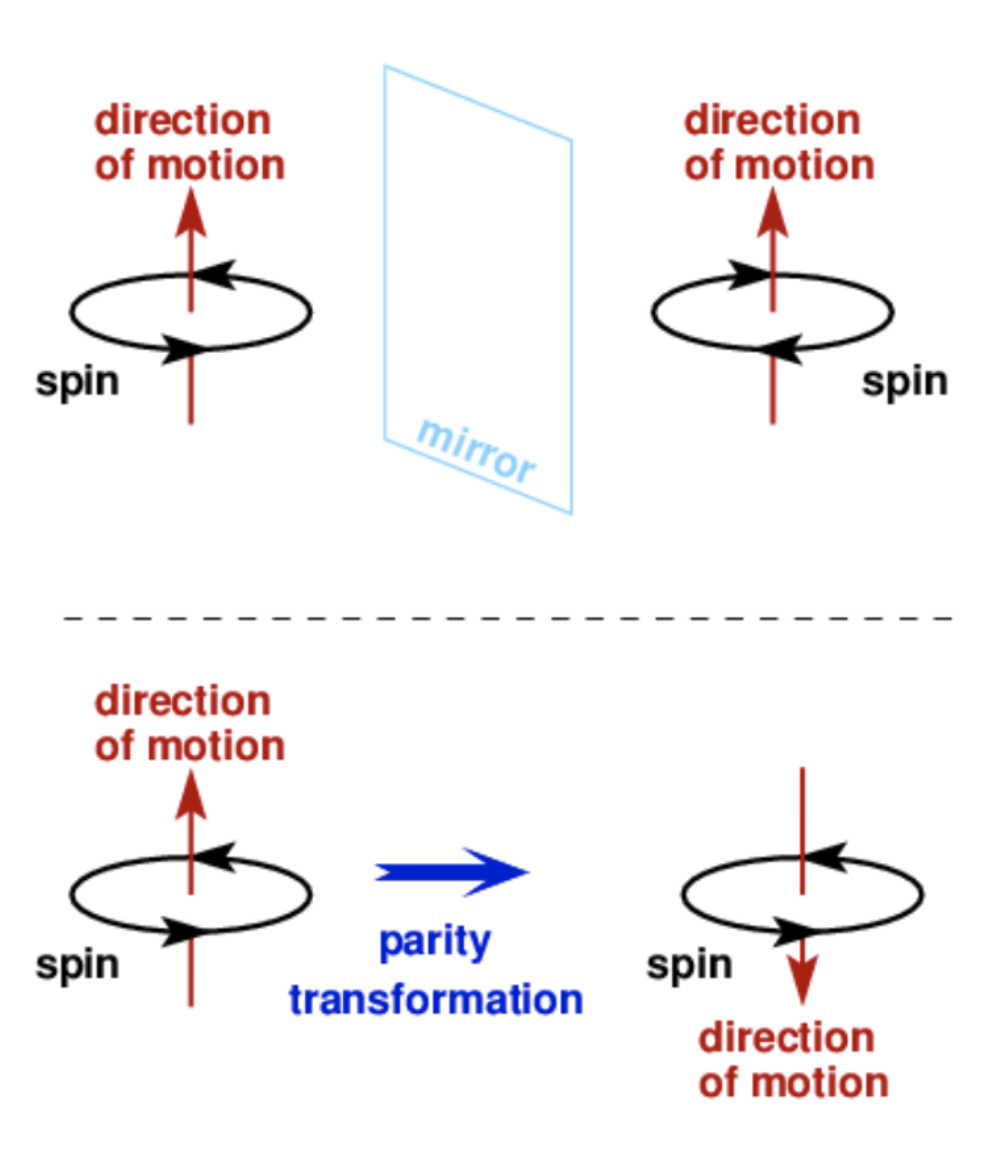 direction
of motion
spin
mirror
direction
of motion
spin
direction
of motion
spin
parity
transformation
spin
direction
of motion